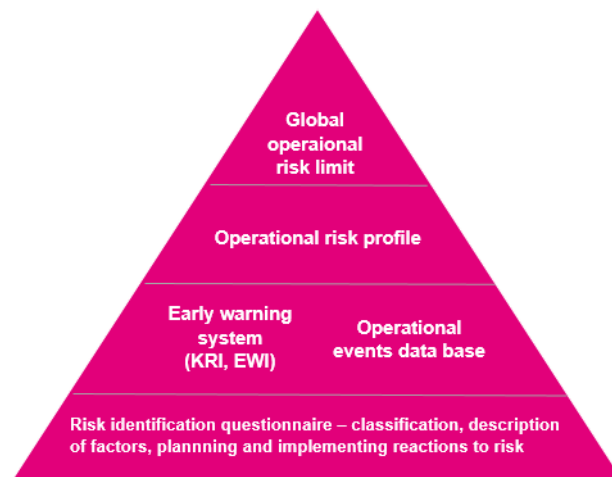 Global
operaional
risk limit
Operational risk profile
Early warning
system
(KRI, EWI)
Operational
events data base
Risk identification questionnaire – classification, description
of factors, plannning and implementing reactions to risk